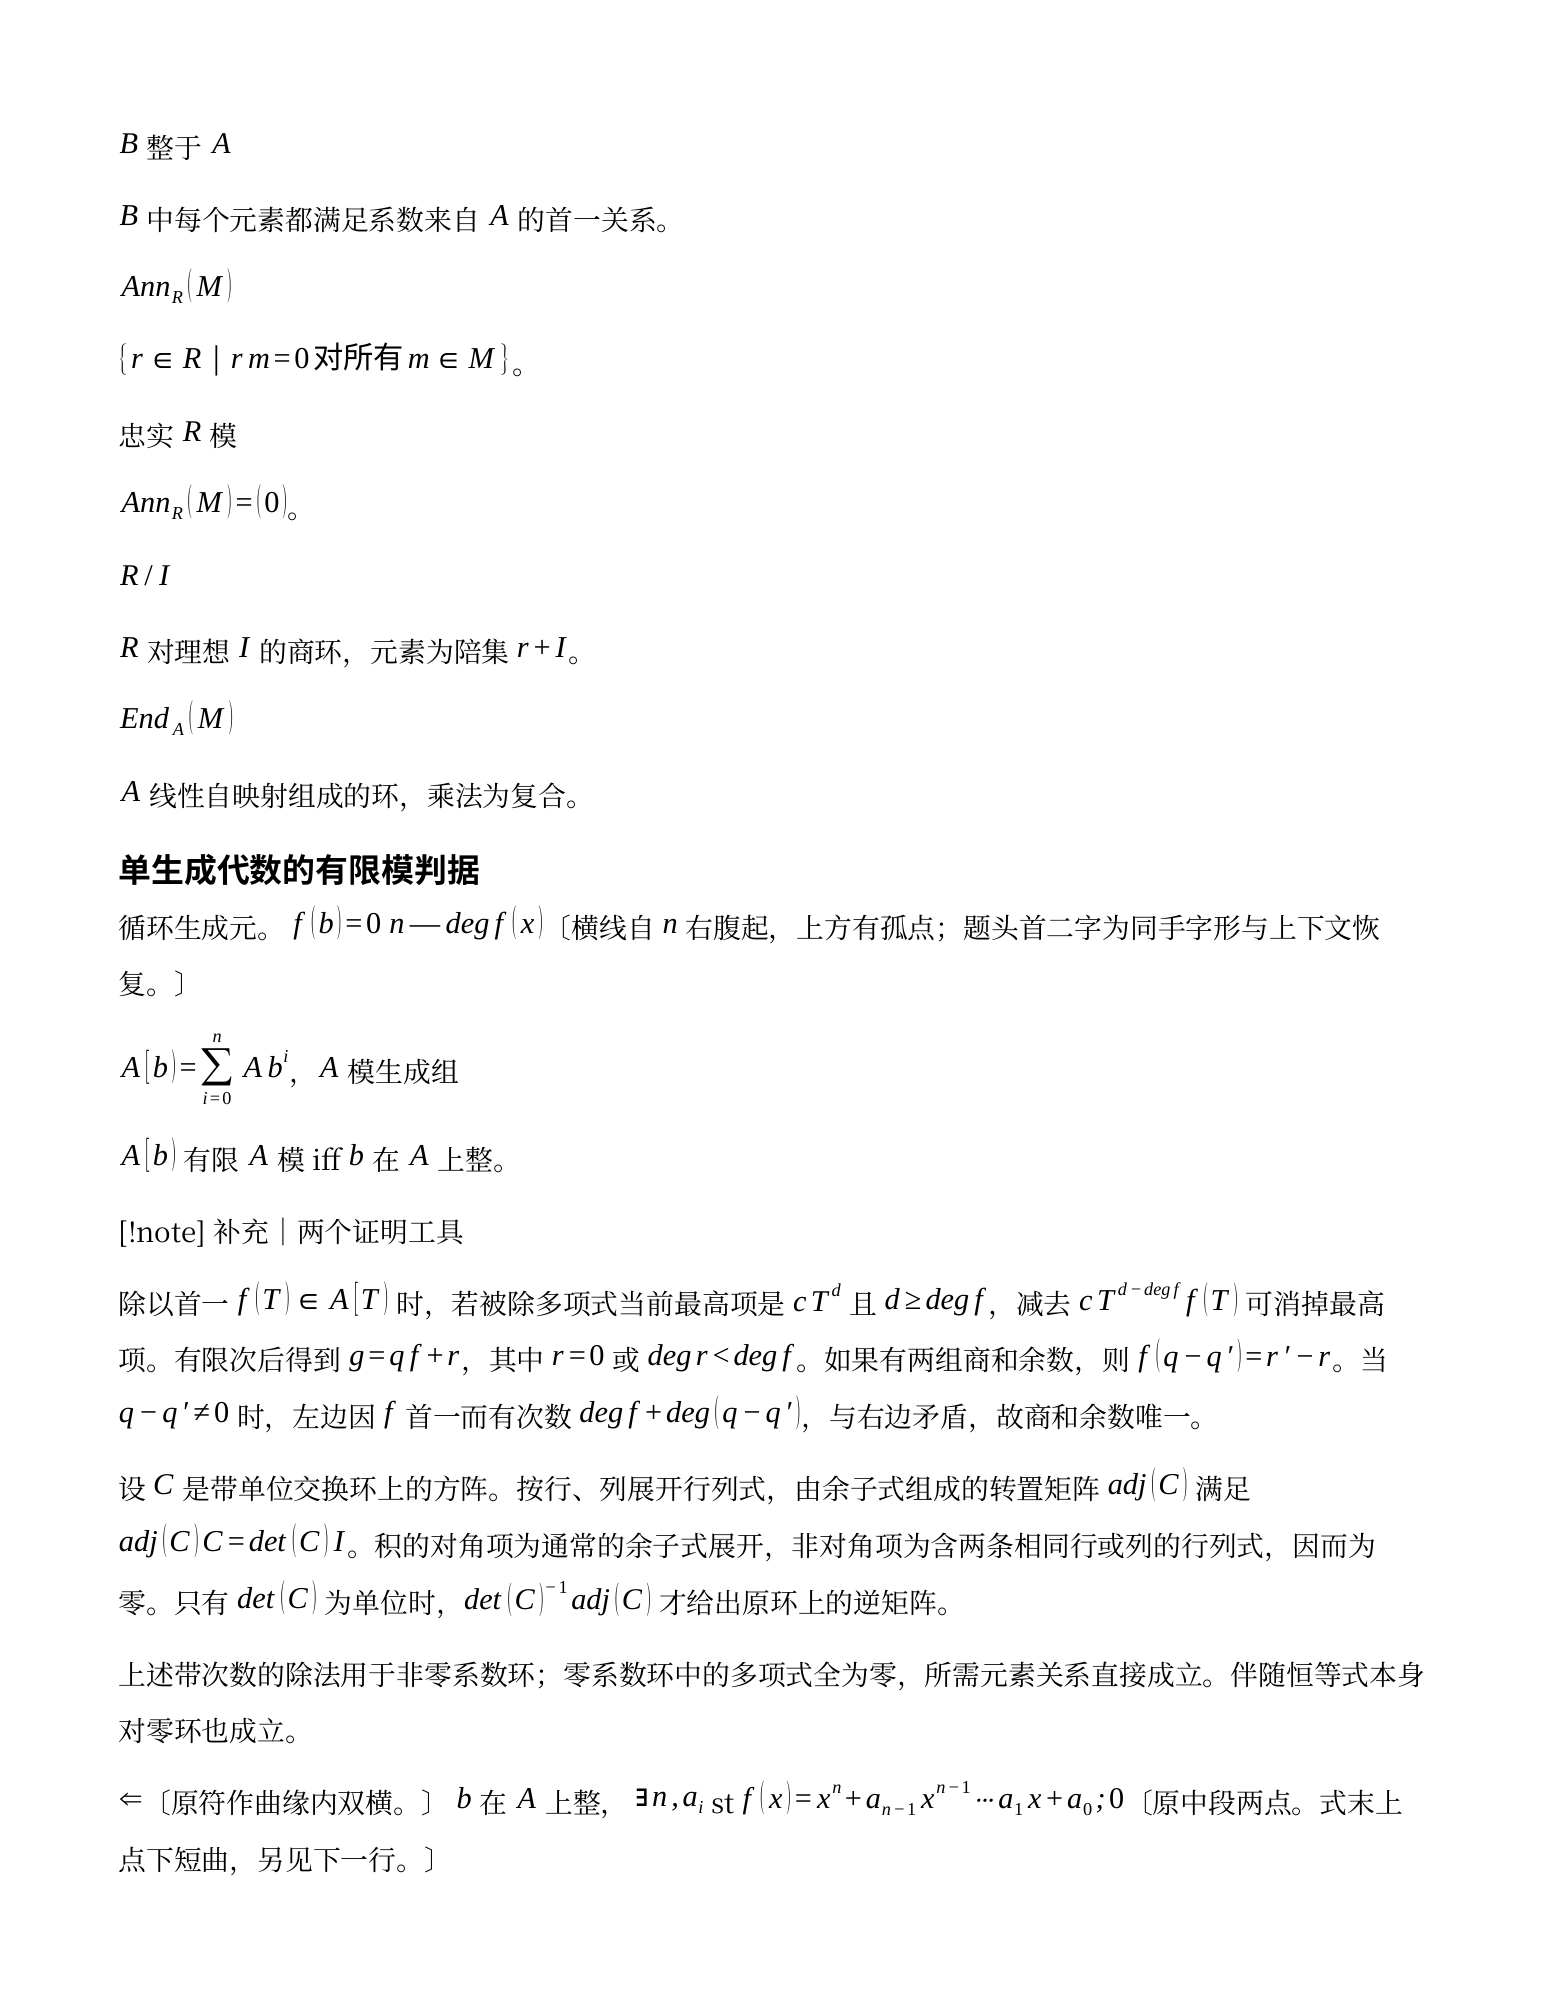 B 整于 A
B 中每个元素都满足系数来自 A 的首一关系。
Ann_R(M)
{r ∈ R | r m=0 对所有 m ∈ M}。
忠实 R 模
Ann_R(M)=(0)。
R/I
R 对理想 I 的商环，元素为陪集 r+I。
End_A(M)
A 线性自映射组成的环，乘法为复合。
单生成代数的有限模判据
循环生成元。 f(b)=0 n — deg f(x)〔横线自 n 右腹起，上方有孤点；题头首二字为同手字形与上下文恢
复。〕
A[b)=∑_{i=0}^{n} A b^i，A 模生成组
A[b) 有限 A 模 iff b 在 A 上整。
[!note] 补充｜两个证明工具
除以首一 f(T) ∈ A[T) 时，若被除多项式当前最高项是 c T^d 且 d≥deg f，减去 c T^{d−deg f} f(T) 可消掉最高
项。有限次后得到 g=q f+r，其中 r=0 或 deg r<deg f。如果有两组商和余数，则 f(q−q')=r'−r。当
q−q'≠0 时，左边因 f 首一而有次数 deg f+deg(q−q')，与右边矛盾，故商和余数唯一。
设 C 是带单位交换环上的方阵。按行、列展开行列式，由余子式组成的转置矩阵 adj(C) 满足
adj(C)C=det(C)I。积的对角项为通常的余子式展开，非对角项为含两条相同行或列的行列式，因而为
零。只有 det(C) 为单位时，det(C)^{−1}adj(C) 才给出原环上的逆矩阵。
上述带次数的除法用于非零系数环；零系数环中的多项式全为零，所需元素关系直接成立。伴随恒等式本身
对零环也成立。
⇐〔原符作曲缘内双横。〕 b 在 A 上整， ∃n,a_i st f(x)=x^n+a_{n−1}x^{n−1}⋯a_1x+a_0;0〔原中段两点。式末上
点下短曲，另见下一行。〕